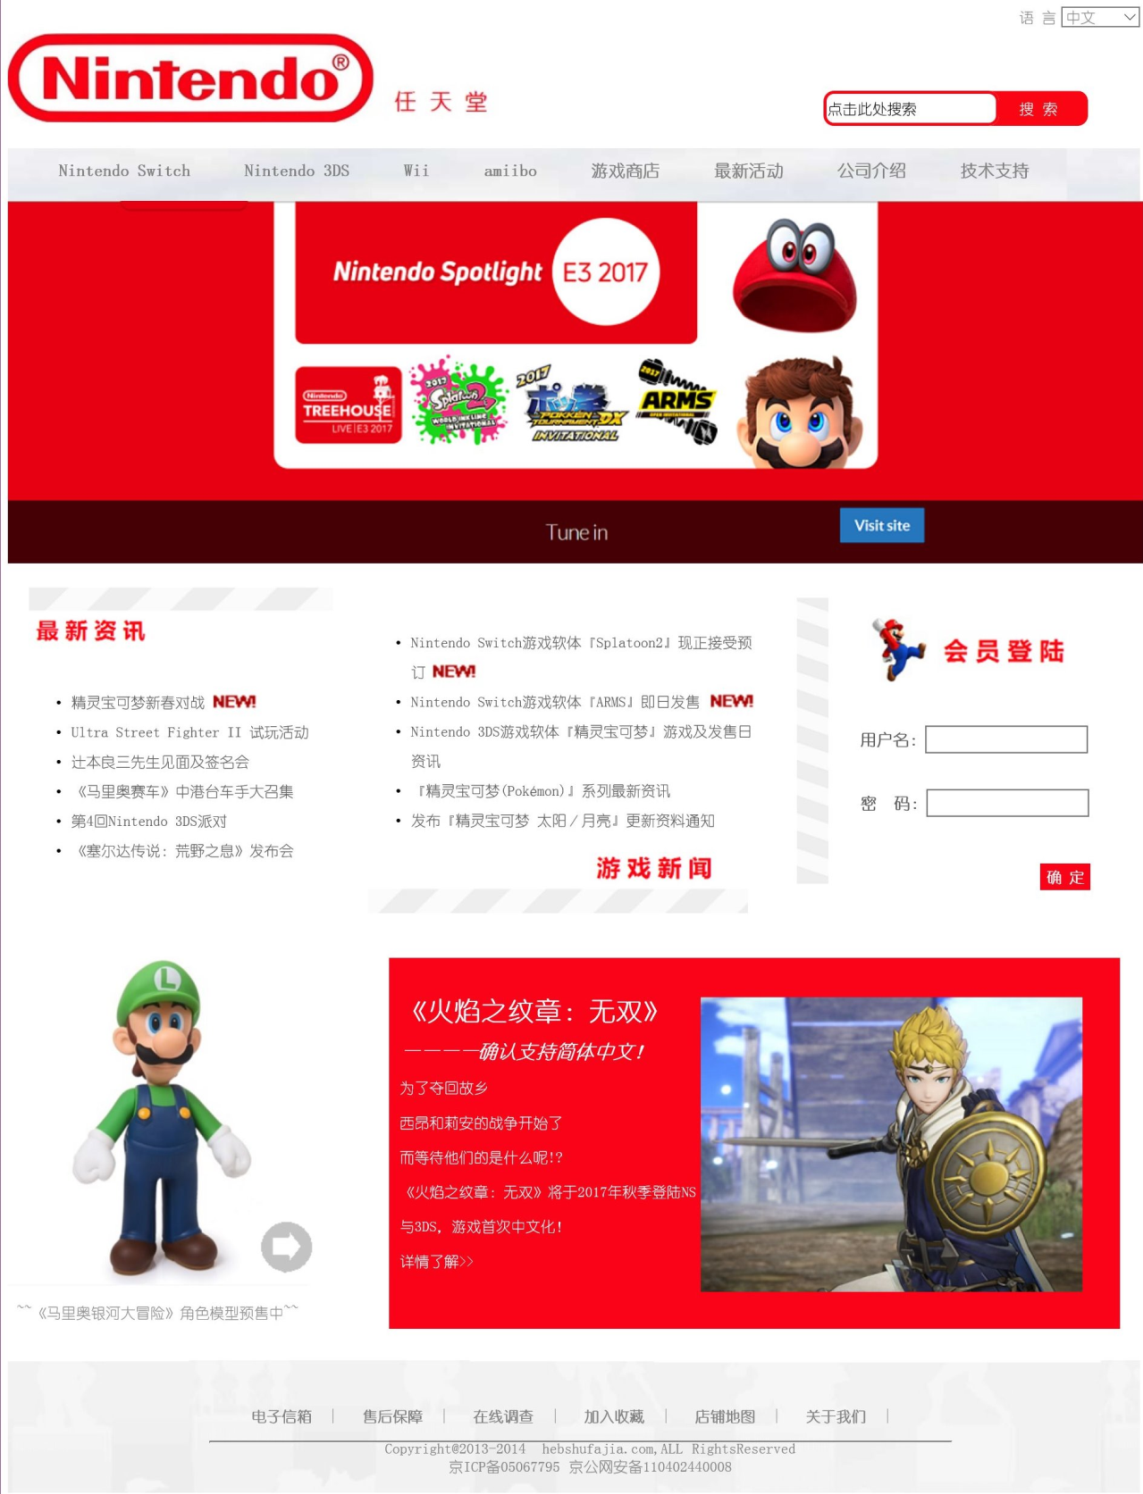 语 言 中文
Nintendo®
任 天 堂
点击此处搜索 搜 索
Nintendo Switch Nintendo 3DS Wii amiibo 游戏商店 最新活动 公司介绍 技术支持
Nintendo Spotlight E3 2017
Nintendo
TREEHOUSE
LIVE | E3 2017
2017
Splatoon 2
WORLD INKLING
INVITATIONAL
2017
ポッ拳
POKKÉN
TOURNAMENT DX
INVITATIONAL
2017
ARMS
OPEN INVITATIONAL
Tune in
Visit site
最 新 资 讯
精灵宝可梦新春对战 NEW!
Ultra Street Fighter II 试玩活动
辻本良三先生见面及签名会
《马里奥赛车》中港台车手大召集
第4回Nintendo 3DS派对
《塞尔达传说：荒野之息》发布会
Nintendo Switch游戏软体『Splatoon2』现正接受预
订 NEW!
Nintendo Switch游戏软体『ARMS』即日发售 NEW!
Nintendo 3DS游戏软体『精灵宝可梦』游戏及发售日
资讯
『精灵宝可梦(Pokémon)』系列最新资讯
发布『精灵宝可梦 太阳／月亮』更新资料通知
游 戏 新 闻
会 员 登 陆
用户名：
密 码：
确 定
L
~~《马里奥银河大冒险》角色模型预售中~~
《火焰之纹章：无双》
————确认支持简体中文！
为了夺回故乡
西昂和莉安的战争开始了
而等待他们的是什么呢!?
《火焰之纹章：无双》将于2017年秋季登陆NS
与3DS，游戏首次中文化！
详情了解>>
电子信箱 | 售后保障 | 在线调查 | 加入收藏 | 店铺地图 | 关于我们 |
Copyright@2013-2014 hebshufajia.com,ALL RightsReserved
京ICP备05067795 京公网安备110402440008